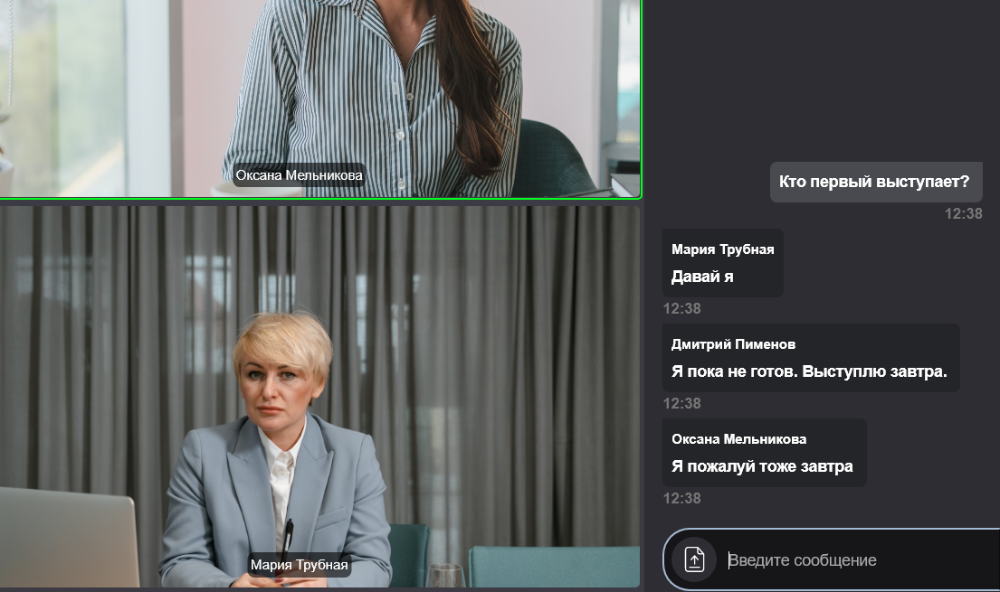 Оксана Мельникова
Мария Трубная
Кто первый выступает?
12:38
Мария Трубная
Давай я
12:38
Дмитрий Пименов
Я пока не готов. Выступлю завтра.
12:38
Оксана Мельникова
Я пожалуй тоже завтра
12:38
Введите сообщение